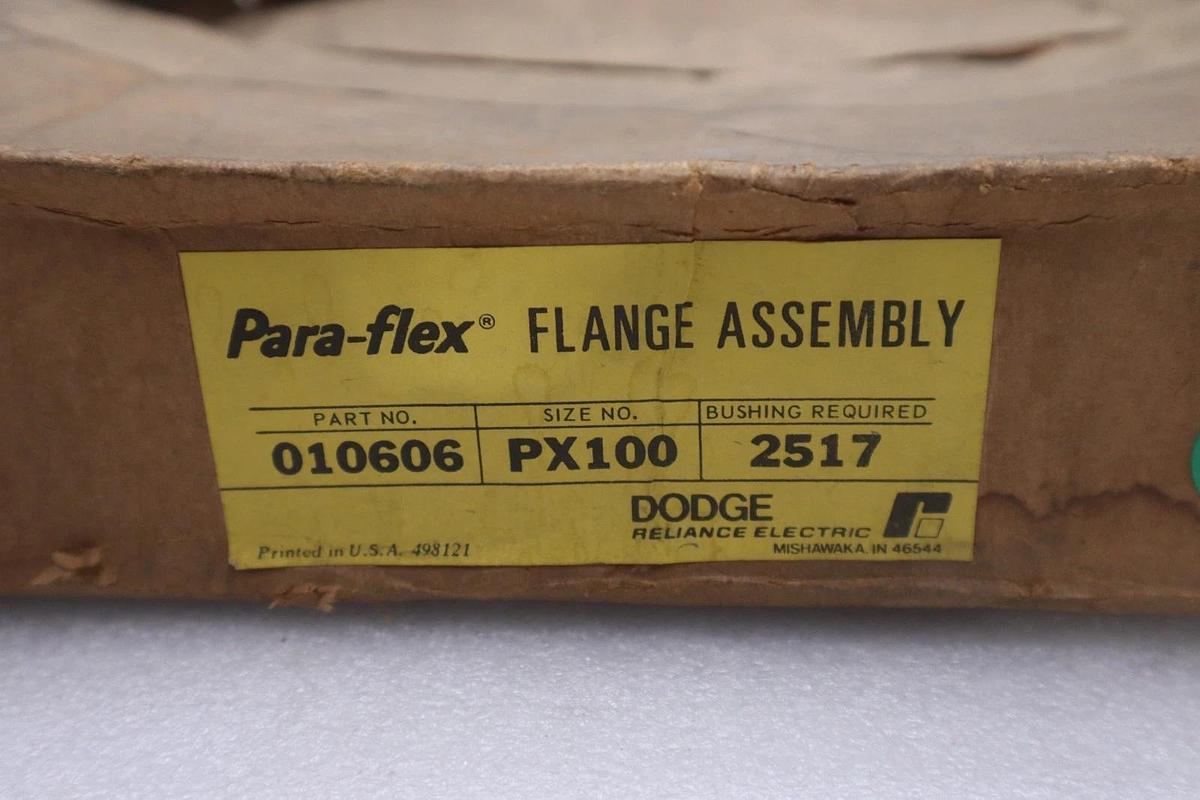 Para-flex® FLANGE ASSEMBLY
PART NO. SIZE NO. BUSHING REQUIRED
010606 PX100 2517
DODGE
RELIANCE ELECTRIC
Printed in U.S.A. 498121 MISHAWAKA, IN 46544